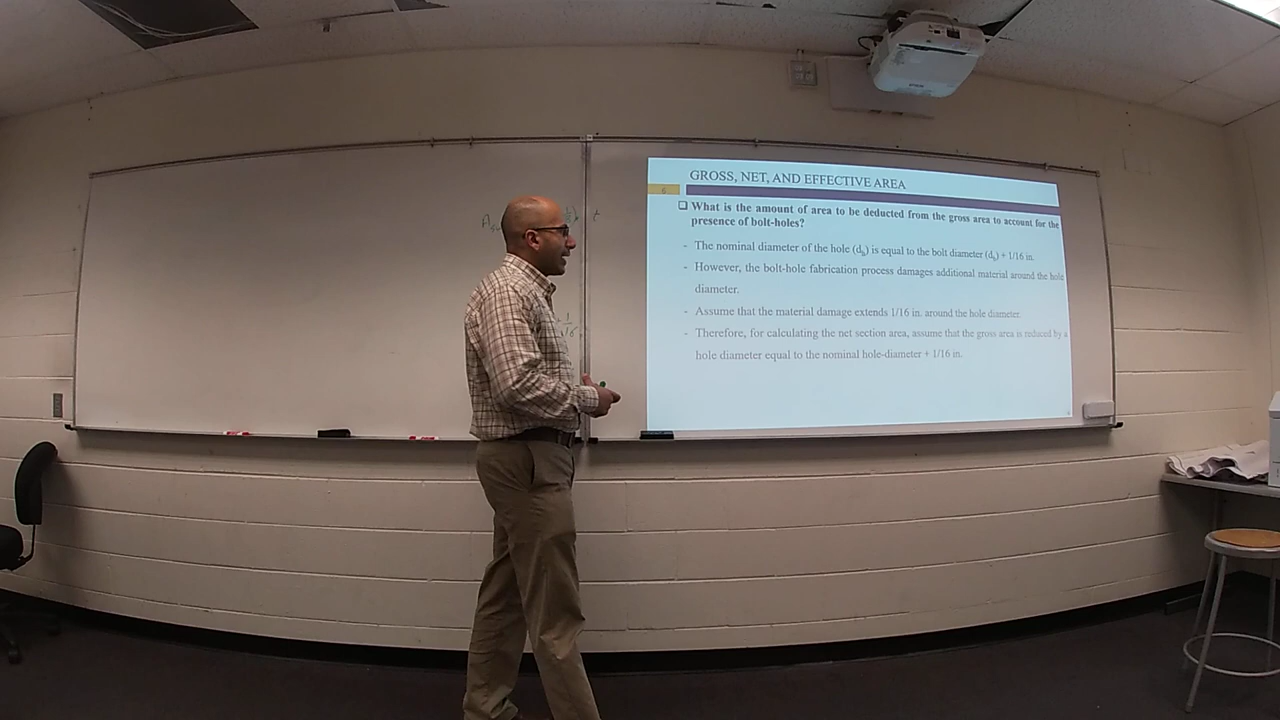 EPSON
GROSS, NET, AND EFFECTIVE AREA
6
❑ What is the amount of area to be deducted from the gross area to account for the
presence of bolt-holes?
- The nominal diameter of the hole (dh) is equal to the bolt diameter (db) + 1/16 in.
- However, the bolt-hole fabrication process damages additional material around the hole
diameter.
- Assume that the material damage extends 1/16 in. around the hole diameter.
- Therefore, for calculating the net section area, assume that the gross area is reduced by a
hole diameter equal to the nominal hole-diameter + 1/16 in.
t